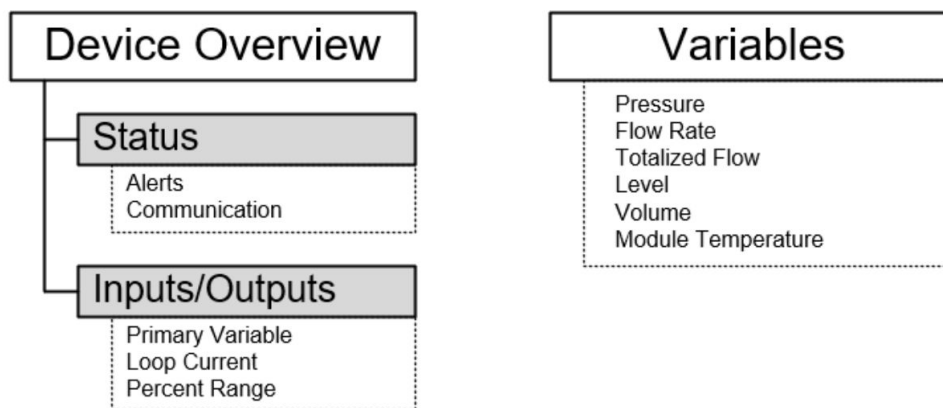 Device Overview
Status
Alerts
Communication
Inputs/Outputs
Primary Variable
Loop Current
Percent Range
Variables
Pressure
Flow Rate
Totalized Flow
Level
Volume
Module Temperature